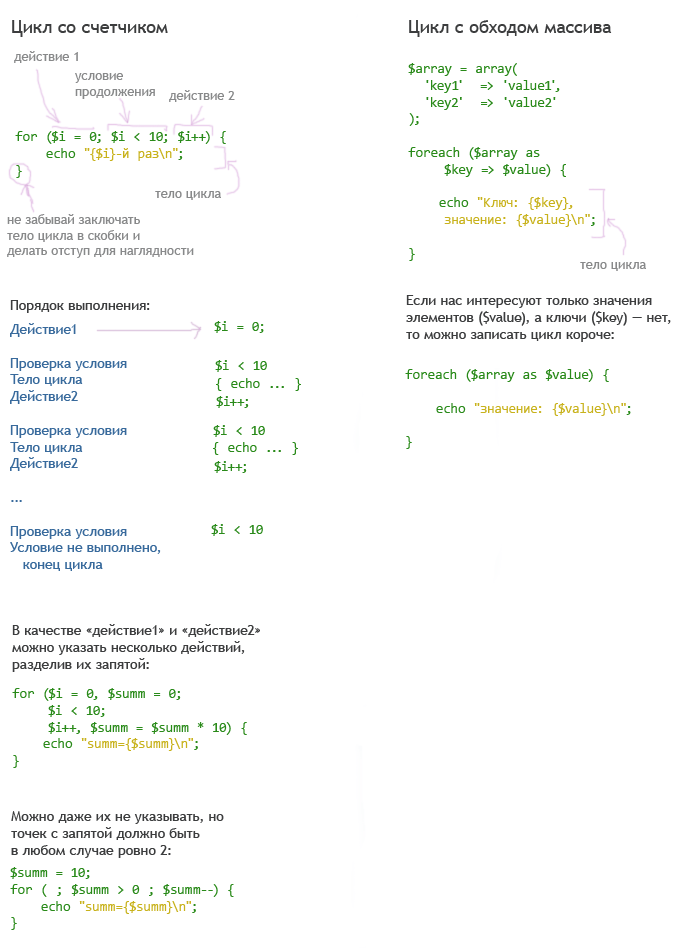 Цикл со счетчиком
действие 1
условие
продолжения
действие 2
for ($i = 0; $i < 10; $i++) {
echo "{$i}-й раз\n";
}
тело цикла
не забывай заключать
тело цикла в скобки и
делать отступ для наглядности
Порядок выполнения:
Действие1
$i = 0;
Проверка условия
$i < 10
Тело цикла
{ echo ... }
Действие2
$i++;
Проверка условия
$i < 10
Тело цикла
{ echo ... }
Действие2
$i++;
...
Проверка условия
$i < 10
Условие не выполнено,
конец цикла
В качестве «действие1» и «действие2»
можно указать несколько действий,
разделив их запятой:
for ($i = 0, $summ = 0;
$i < 10;
$i++, $summ = $summ * 10) {
echo "summ={$summ}\n";
}
Можно даже их не указывать, но
точек с запятой должно быть
в любом случае ровно 2:
$summ = 10;
for ( ; $summ > 0 ; $summ--) {
echo "summ={$summ}\n";
}
Цикл с обходом массива
$array = array(
'key1' => 'value1',
'key2' => 'value2'
);
foreach ($array as
$key => $value) {
echo "Ключ: {$key},
значение: {$value}\n";
}
тело цикла
Если нас интересуют только значения
элементов ($value), а ключи ($key) — нет,
то можно записать цикл короче:
foreach ($array as $value) {
echo "значение: {$value}\n";
}